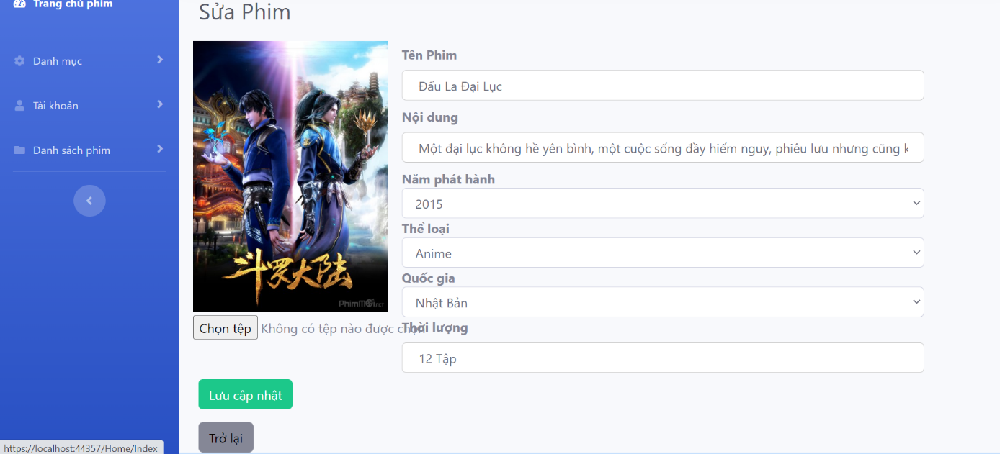 Trang chủ phim
Danh mục
Tài khoản
Danh sách phim
Sửa Phim
斗罗大陆
PhimMoi.net
Chọn tệp Không có tệp nào được chọn
Tên Phim
Đấu La Đại Lục
Nội dung
Một đại lục không hề yên bình, một cuộc sống đầy hiểm nguy, phiêu lưu nhưng cũng k
Năm phát hành
2015
Thể loại
Anime
Quốc gia
Nhật Bản
Thời lượng
12 Tập
Lưu cập nhật
Trở lại
https://localhost:44357/Home/Index